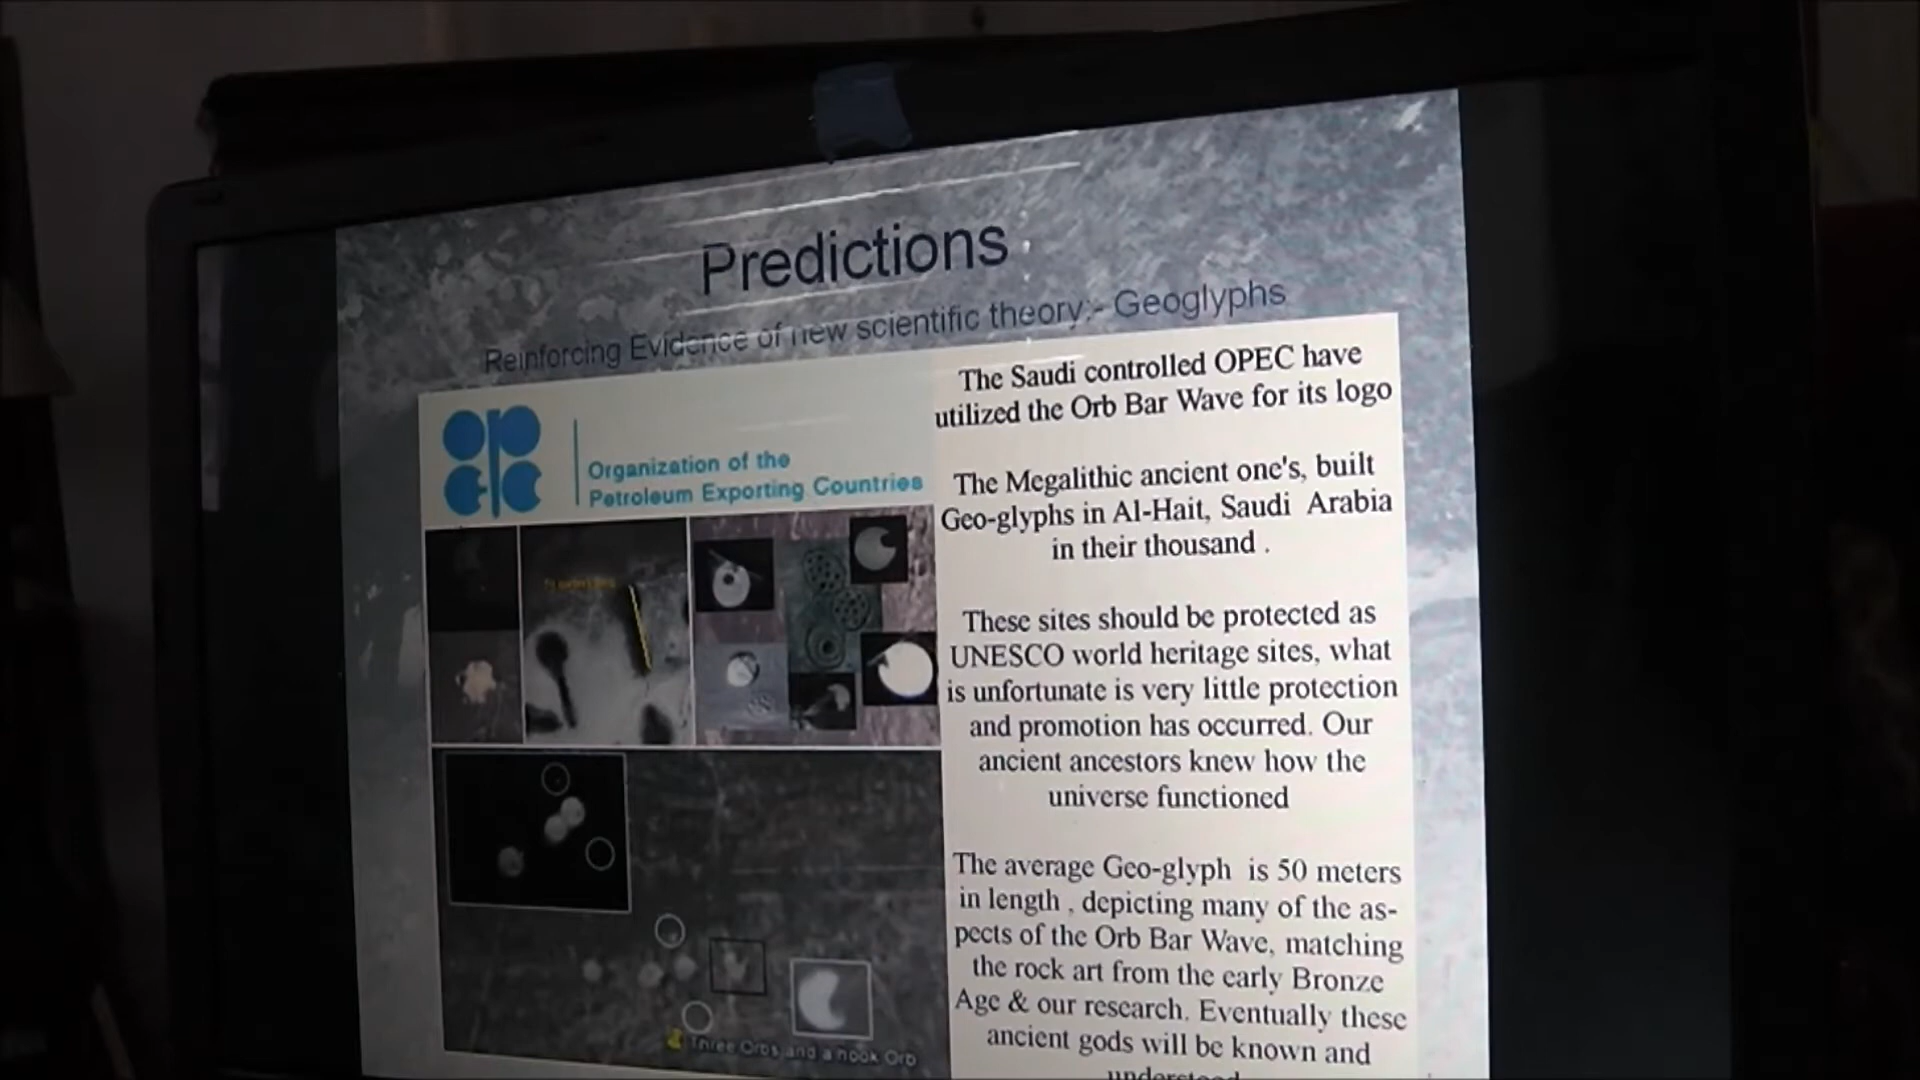 Predictions
Reinforcing Evidence of new scientific theory:- Geoglyphs
OPEC
Organization of the
Petroleum Exporting Countries
The Saudi controlled OPEC have
utilized the Orb Bar Wave for its logo
The Megalithic ancient one's, built
Geo-glyphs in Al-Hait, Saudi Arabia
in their thousand .
These sites should be protected as
UNESCO world heritage sites, what
is unfortunate is very little protection
and promotion has occurred. Our
ancient ancestors knew how the
universe functioned
The average Geo-glyph is 50 meters
in length , depicting many of the as-
pects of the Orb Bar Wave, matching
the rock art from the early Bronze
Age & our research. Eventually these
ancient gods will be known and
Three Orbs and a hook Orb